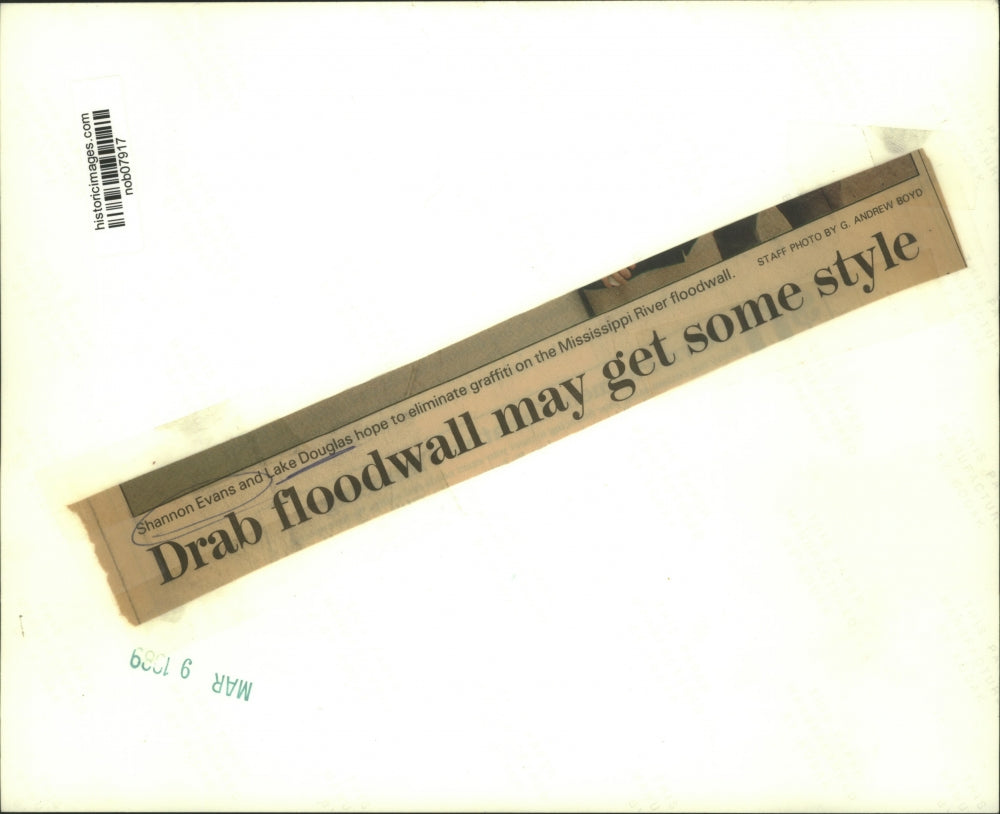 historicimages.com
nob07917
STAFF PHOTO BY G. ANDREW BOYD
Shannon Evans and Lake Douglas hope to eliminate graffiti on the Mississippi River floodwall.
Drab floodwall may get some style
MAR 9 1989